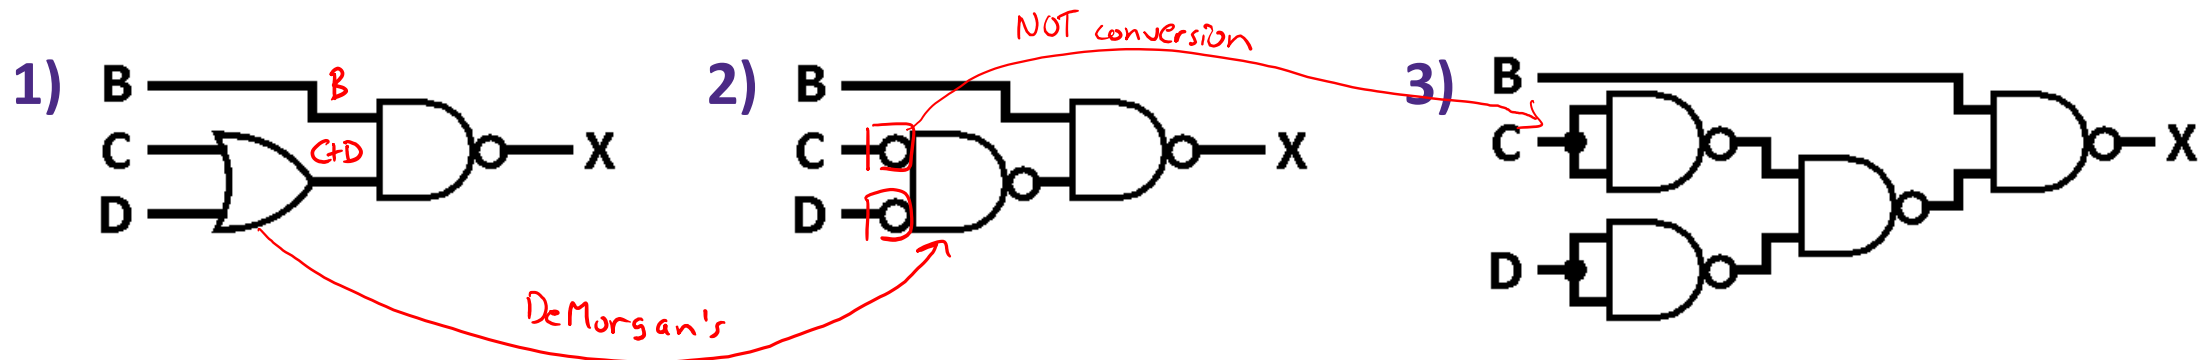 NOT conversion
1) B B C C+D D X
2) B C D X
3) B C D X
DeMorgan's